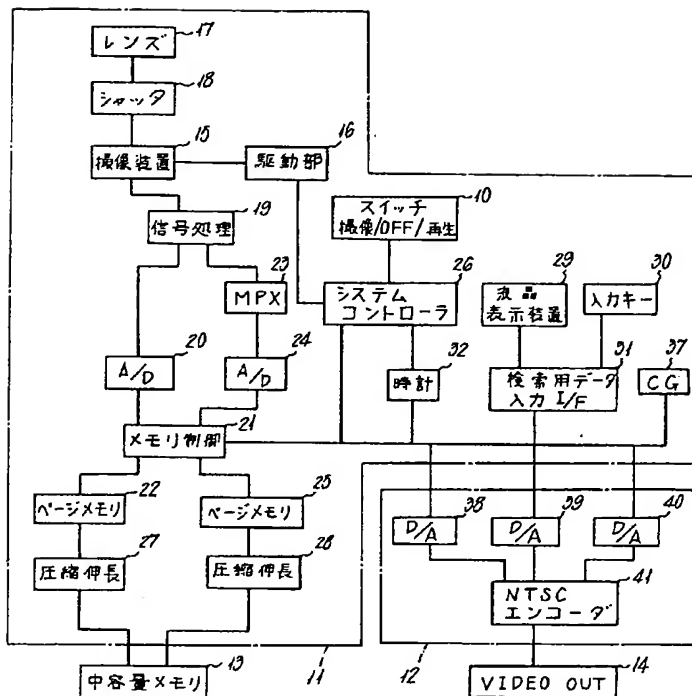 17
レンズ
18
シャッタ
15
撮像装置
16
駆動部
19
信号処理
10
スイッチ
撮像/OFF/再生
23
MPX
26
システム
コントローラ
29
液晶
表示装置
30
入力キー
20
A/D
24
A/D
32
時計
31
検索用データ
入力 I/F
37
CG
21
メモリ制御
22
ページメモリ
25
ページメモリ
38
D/A
39
D/A
40
D/A
27
圧縮伸長
28
圧縮伸長
41
NTSC
エンコーダ
11
12
13
中容量メモリ
14
VIDEO OUT